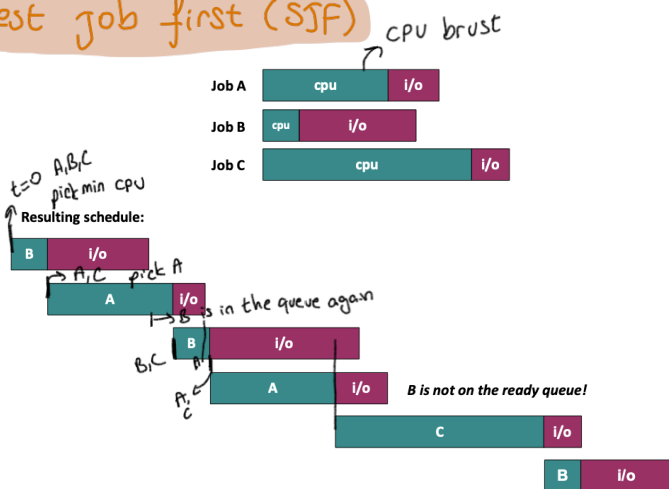 est job first (SJF)
CPU brust
Job A cpu i/o
Job B cpu i/o
Job C cpu i/o
t=0 A,B,C
pick min CPU
Resulting schedule:
B i/o
A,C pick A
A i/o
B is in the queue again
B i/o
B,C A
A i/o B is not on the ready queue!
A,
C
C i/o
B i/o